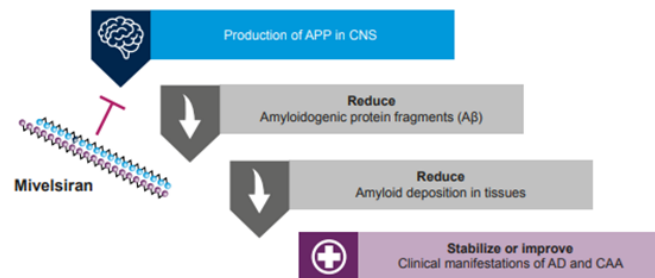 Production of APP in CNS
Reduce
Amyloidogenic protein fragments (Aβ)
Mivelsiran
Reduce
Amyloid deposition in tissues
Stabilize or improve
Clinical manifestations of AD and CAA